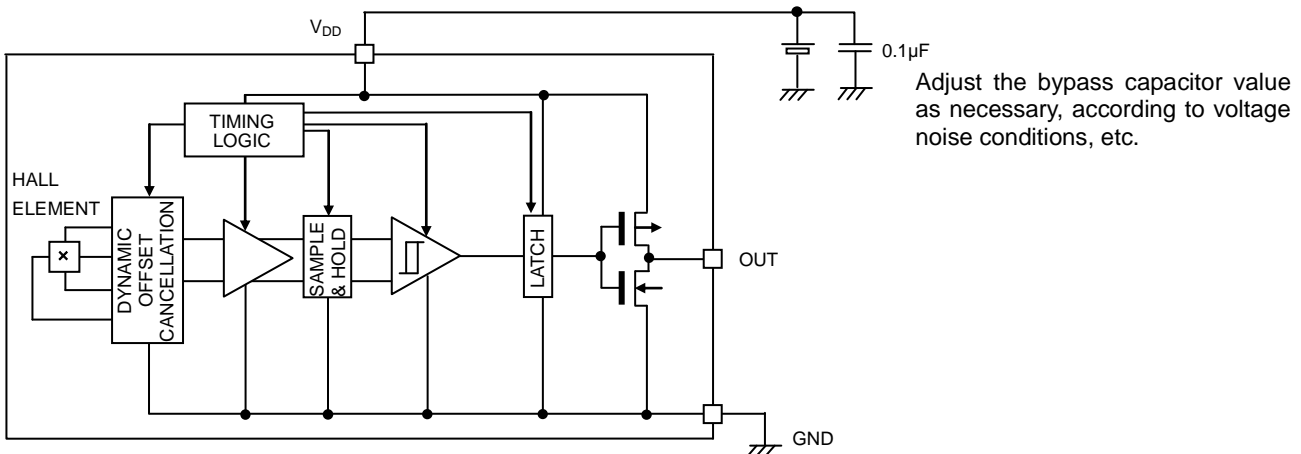 V_DD
0.1µF
Adjust the bypass capacitor value
as necessary, according to voltage
noise conditions, etc.
TIMING
LOGIC
HALL
ELEMENT
DYNAMIC
OFFSET
CANCELLATION
×
SAMPLE
& HOLD
LATCH
OUT
GND